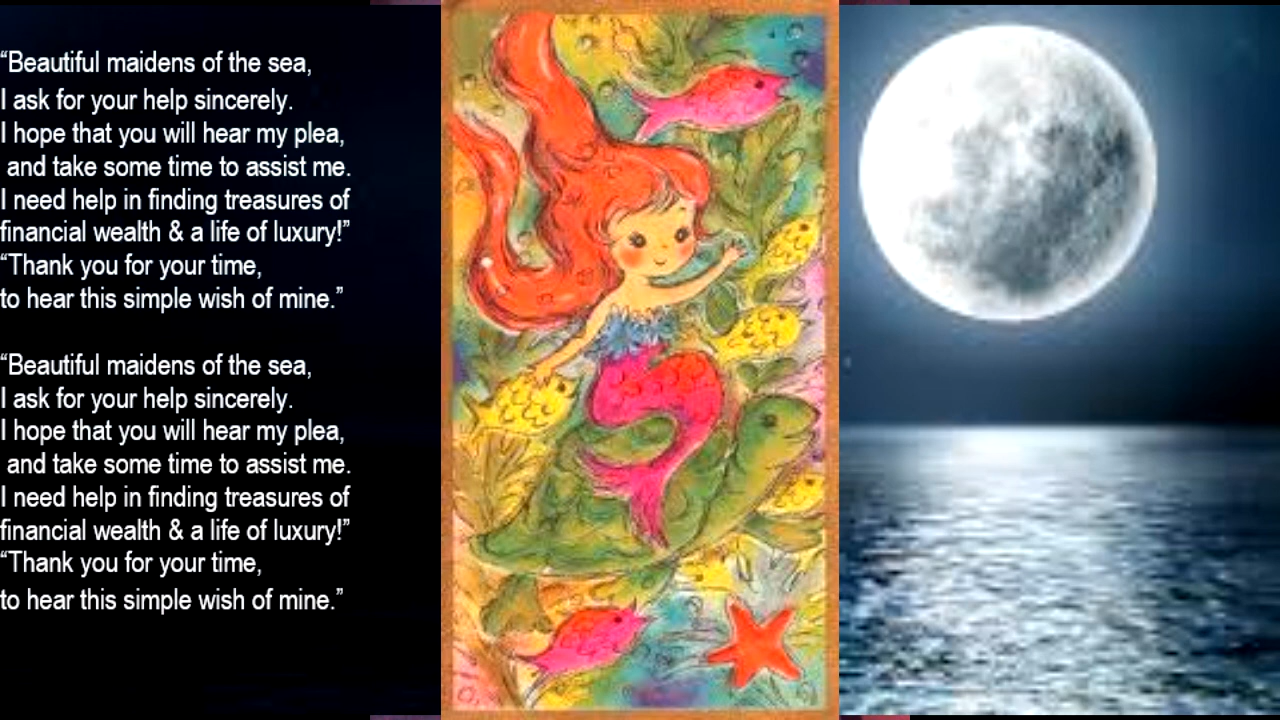 “Beautiful maidens of the sea,
I ask for your help sincerely.
I hope that you will hear my plea,
and take some time to assist me.
I need help in finding treasures of
financial wealth & a life of luxury!”
“Thank you for your time,
to hear this simple wish of mine.”
“Beautiful maidens of the sea,
I ask for your help sincerely.
I hope that you will hear my plea,
and take some time to assist me.
I need help in finding treasures of
financial wealth & a life of luxury!”
“Thank you for your time,
to hear this simple wish of mine.”